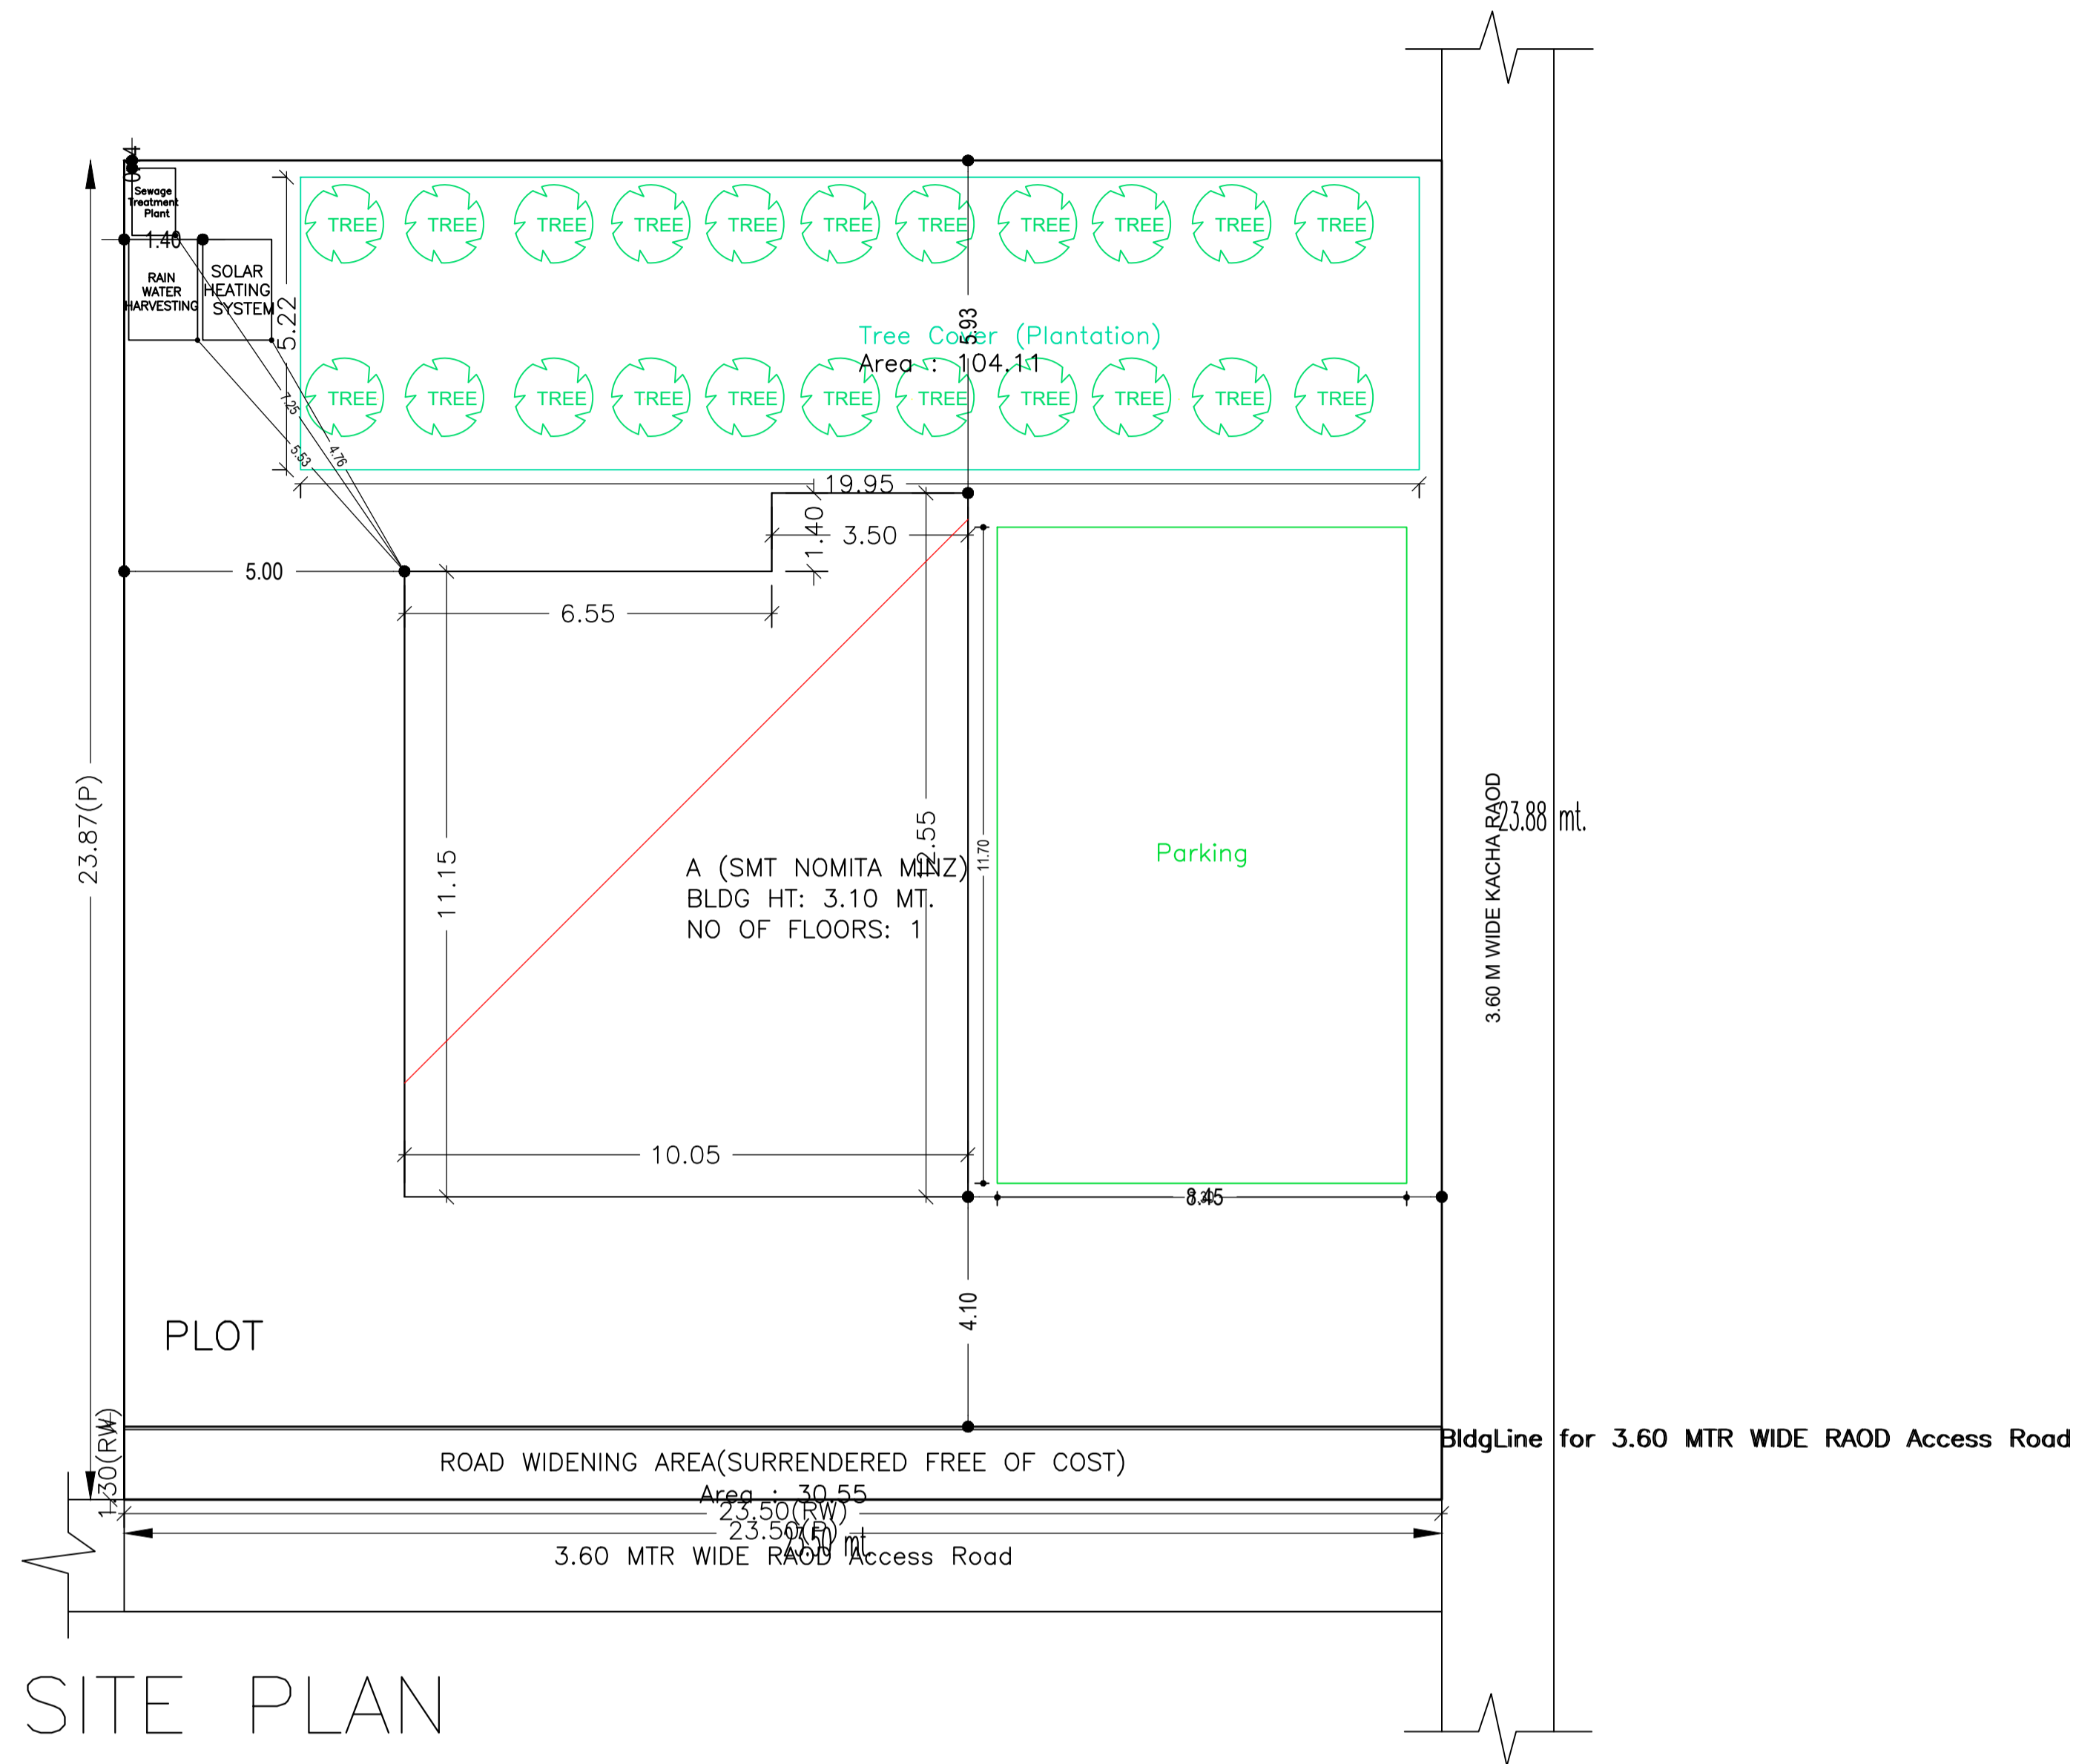 Sewage
Treatment
Plant
1.40
RAIN
WATER
HARVESTING
SOLAR
HEATING
SYSTEM
TREE TREE TREE TREE TREE TREE TREE TREE TREE TREE TREE
5.22
5.93
Tree Cover (Plantation)
Area : 104.11
TREE TREE TREE TREE TREE TREE TREE TREE TREE TREE TREE
7.25
5.53
4.76
19.95
1.40
3.50
5.00
6.55
23.87(P)
11.15
12.55
11.70
A (SMT NOMITA MINZ)
BLDG HT: 3.10 MT.
NO OF FLOORS: 1
Parking
3.60 M WIDE KACHA RAOD
23.88 mt.
10.05
8.45
4.10
PLOT
1.30(RW)
BldgLine for 3.60 MTR WIDE RAOD Access Road
ROAD WIDENING AREA(SURRENDERED FREE OF COST)
Area : 30.55
23.50(RW)
23.50(P)
23.50 mt.
3.60 MTR WIDE RAOD Access Road
SITE PLAN